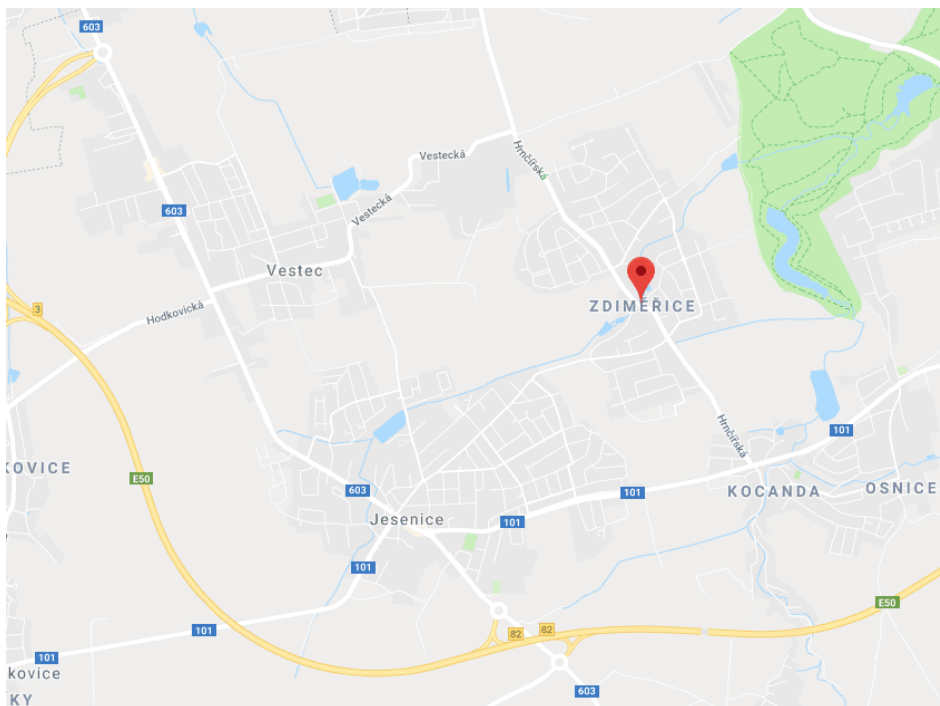 603
Vestecká
Hrnčířská
Vestecká
603
Vestec
3
Hodkovická
ZDIMĚŘICE
Hrnčířská
101
KOVICE
E50
603
101
KOCANDA
OSNICE
Jesenice
101
101
E50
101
82
82
101
kovice
603
KY